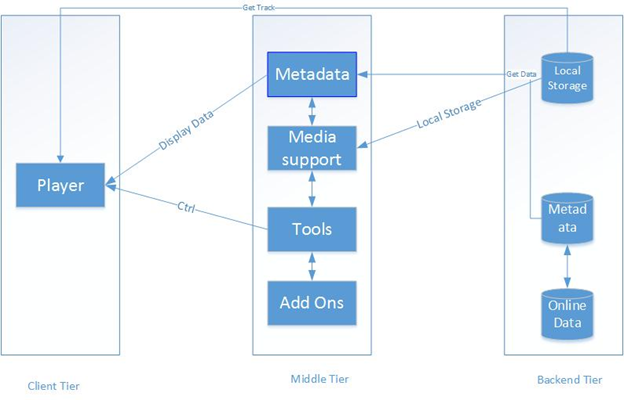 Get Track
Metadata
Get Data
Local
Storage
Display Data
Local Storage
Media
support
Player
Ctrl
Tools
Metad
ata
Add Ons
Online
Data
Client Tier
Middle Tier
Backend Tier